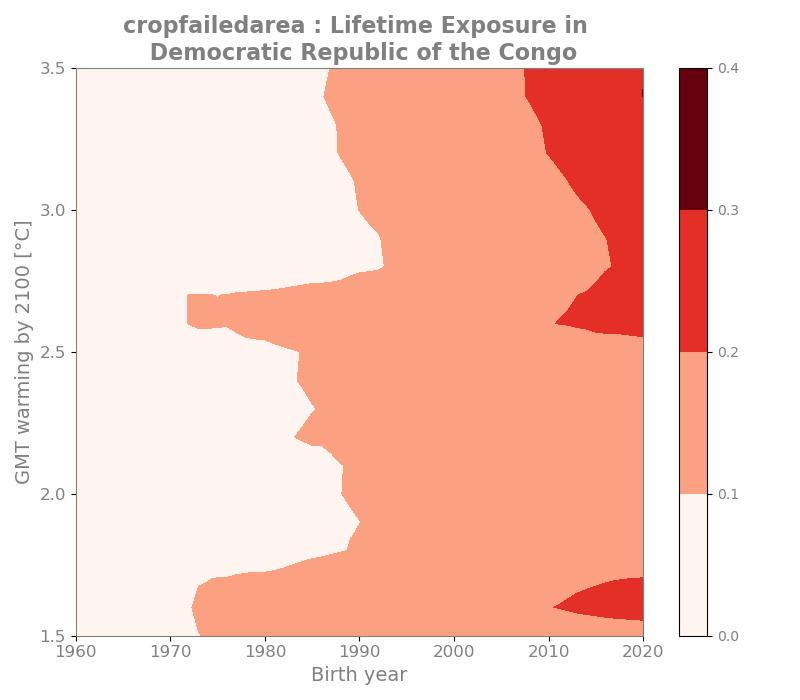 cropfailedarea : Lifetime Exposure in
Democratic Republic of the Congo
3.5
3.0
2.5
2.0
1.5
GMT warming by 2100 [°C]
1960 1970 1980 1990 2000 2010 2020
Birth year
0.4
0.3
0.2
0.1
0.0